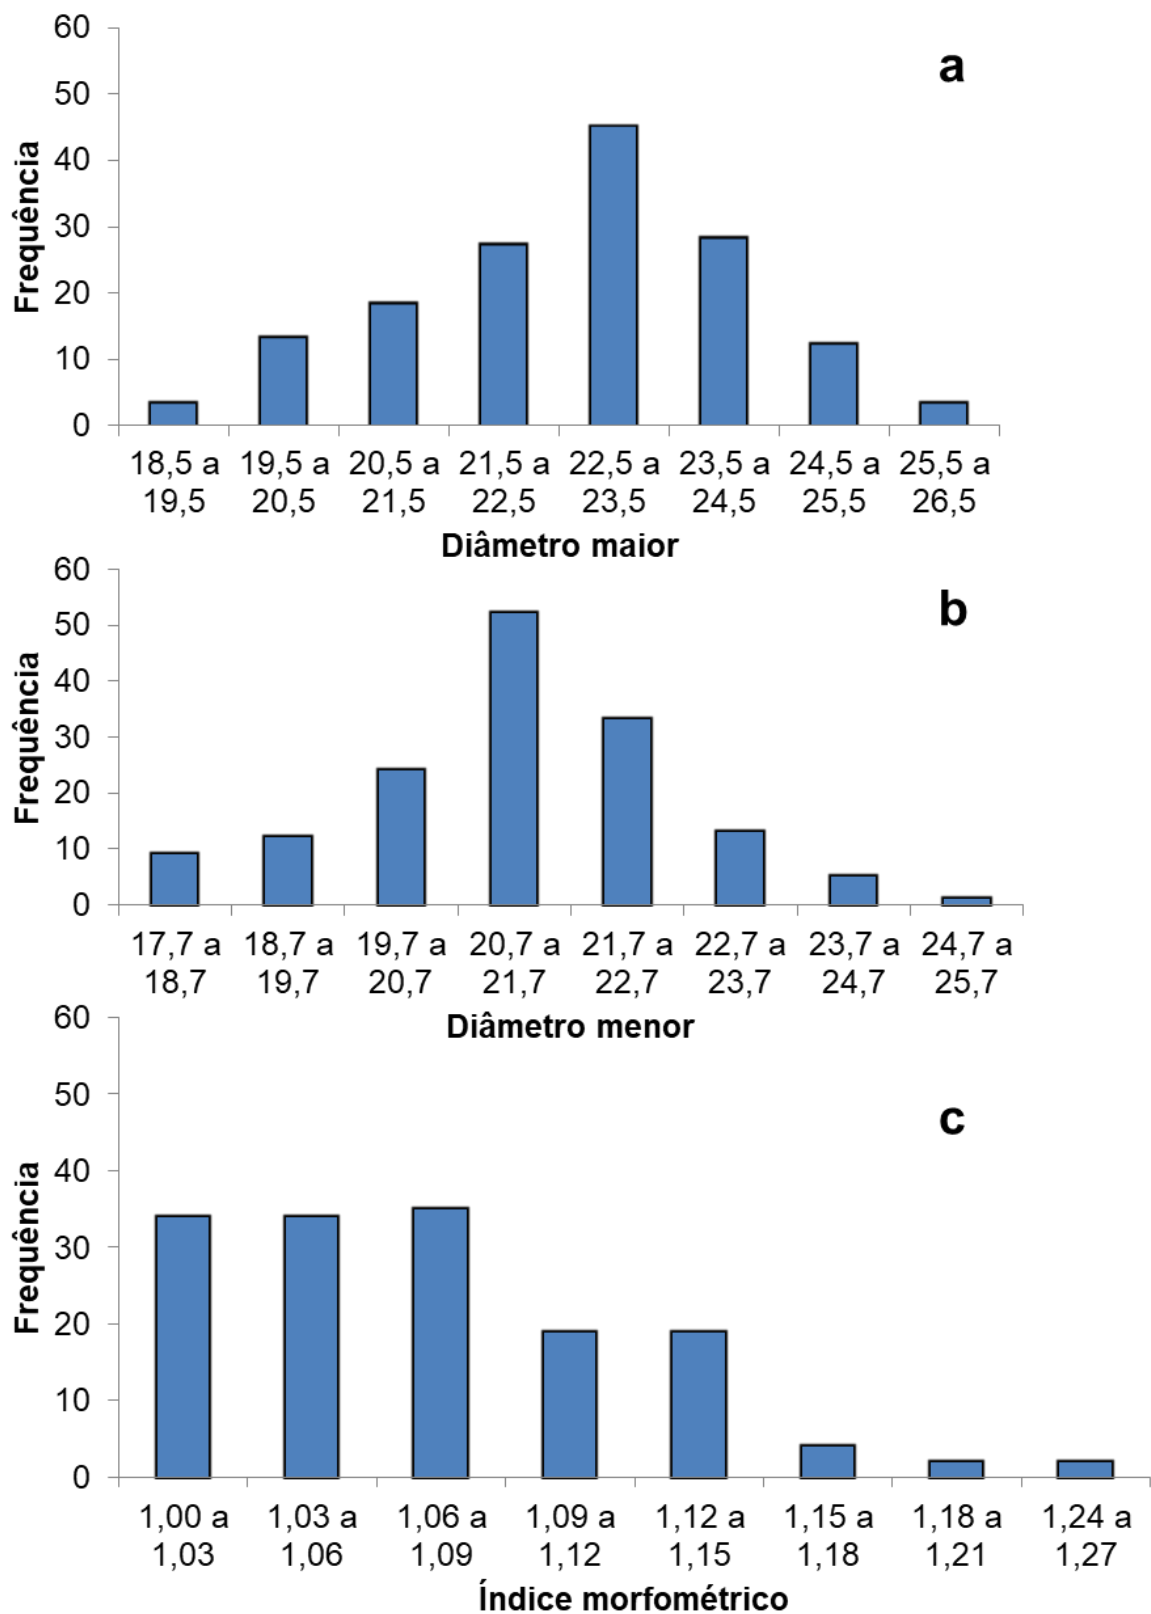 a
Frequência
60
50
40
30
20
10
0
18,5 a 19,5 a 20,5 a 21,5 a 22,5 a 23,5 a 24,5 a 25,5 a
19,5 20,5 21,5 22,5 23,5 24,5 25,5 26,5
Diâmetro maior
b
Frequência
60
50
40
30
20
10
0
17,7 a 18,7 a 19,7 a 20,7 a 21,7 a 22,7 a 23,7 a 24,7 a
18,7 19,7 20,7 21,7 22,7 23,7 24,7 25,7
Diâmetro menor
c
Frequência
60
50
40
30
20
10
0
1,00 a 1,03 a 1,06 a 1,09 a 1,12 a 1,15 a 1,18 a 1,24 a
1,03 1,06 1,09 1,12 1,15 1,18 1,21 1,27
Índice morfométrico